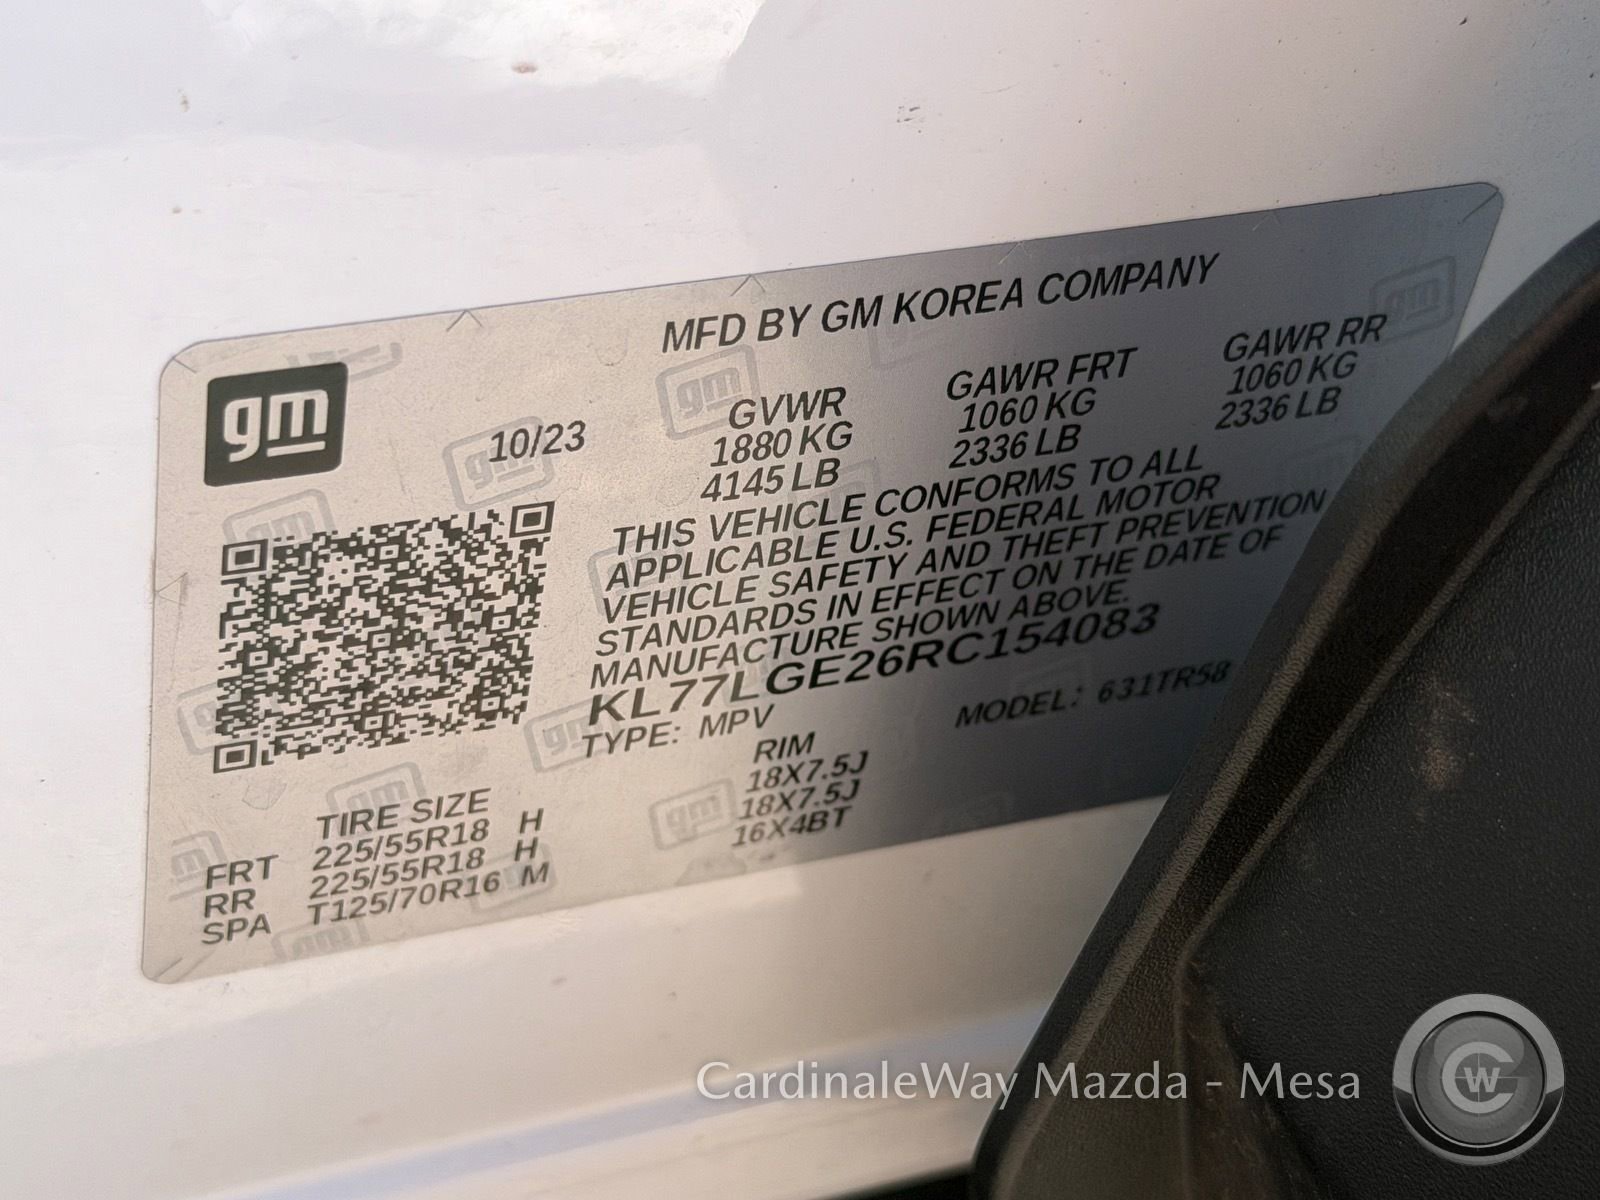 MFD BY GM KOREA COMPANY
gm
10/23
GVWR GAWR FRT GAWR RR
1880 KG 1060 KG 1060 KG
4145 LB 2336 LB 2336 LB
THIS VEHICLE CONFORMS TO ALL
APPLICABLE U.S. FEDERAL MOTOR
VEHICLE SAFETY AND THEFT PREVENTION
STANDARDS IN EFFECT ON THE DATE OF
MANUFACTURE SHOWN ABOVE.
KL77LGE26RC154083
TYPE: MPV MODEL: 631TR58
TIRE SIZE RIM
FRT 225/55R18 H 18X7.5J
RR 225/55R18 H 18X7.5J
SPA T125/70R16 M 16X4BT
CardinaleWay Mazda - Mesa
CW